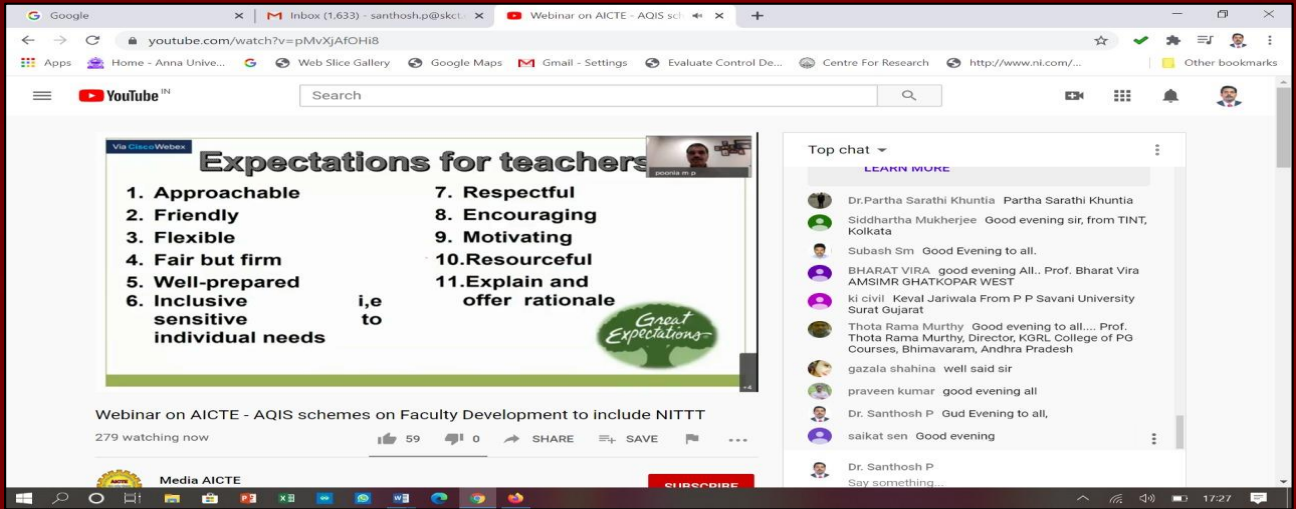 Google
Inbox (1,633) - santhosh.p@skct.
Webinar on AICTE - AQIS sch
youtube.com/watch?v=pMvXjAfOHi8
Apps
Home - Anna Unive...
Web Slice Gallery
Google Maps
Gmail - Settings
Evaluate Control De...
Centre For Research
http://www.ni.com/...
Other bookmarks
YouTube IN
Search
Via Cisco Webex
Expectations for teachers
poonia m p
1. Approachable
2. Friendly
3. Flexible
4. Fair but firm
5. Well-prepared
6. Inclusive i,e
sensitive to
individual needs
7. Respectful
8. Encouraging
9. Motivating
10.Resourceful
11.Explain and
offer rationale
Great
Expectations
Webinar on AICTE - AQIS schemes on Faculty Development to include NITTT
279 watching now
59
0
SHARE
SAVE
Media AICTE
SUBSCRIBE
Top chat
LEARN MORE
Dr.Partha Sarathi Khuntia Partha Sarathi Khuntia
Siddhartha Mukherjee Good evening sir, from TINT,
Kolkata
Subash Sm Good Evening to all.
BHARAT VIRA good evening All.. Prof. Bharat Vira
AMSIMR GHATKOPAR WEST
ki civil Keval Jariwala From P P Savani University
Surat Gujarat
Thota Rama Murthy Good evening to all.... Prof.
Thota Rama Murthy, Director, KGRL College of PG
Courses, Bhimavaram, Andhra Pradesh
gazala shahina well said sir
praveen kumar good evening all
Dr. Santhosh P Gud Evening to all,
saikat sen Good evening
Dr. Santhosh P
Say something...
17:27